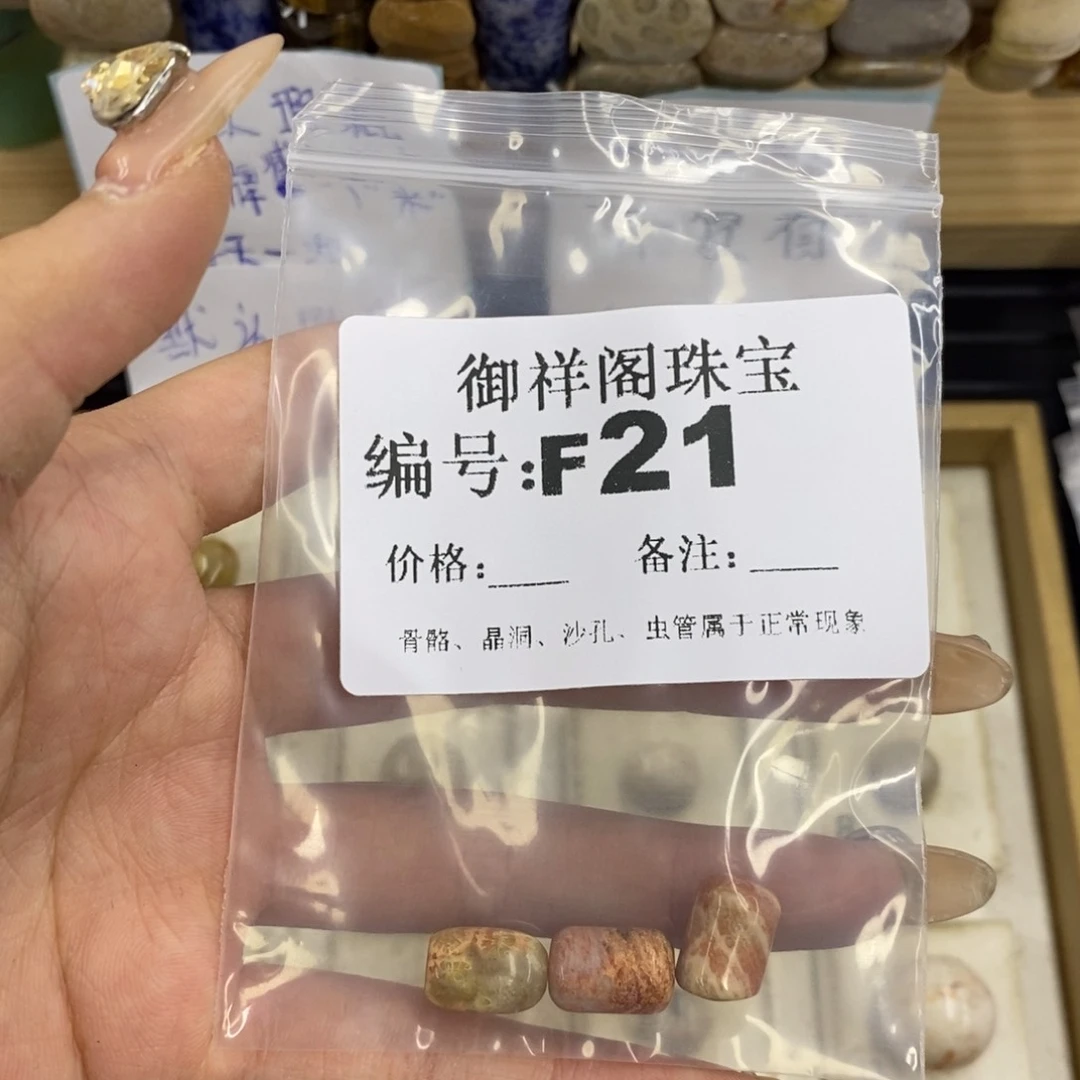 御祥阁珠宝
编号:F21
价格:____ 备注:____
骨骼、晶洞、沙孔、虫管属于正常现象